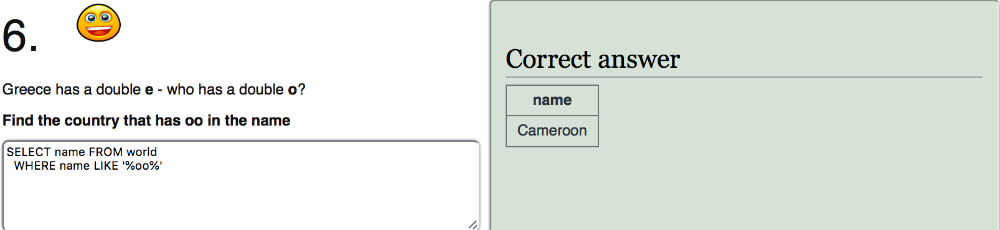 6.
Greece has a double e - who has a double o?
Find the country that has oo in the name
SELECT name FROM world
WHERE name LIKE '%oo%'
Correct answer
name
Cameroon